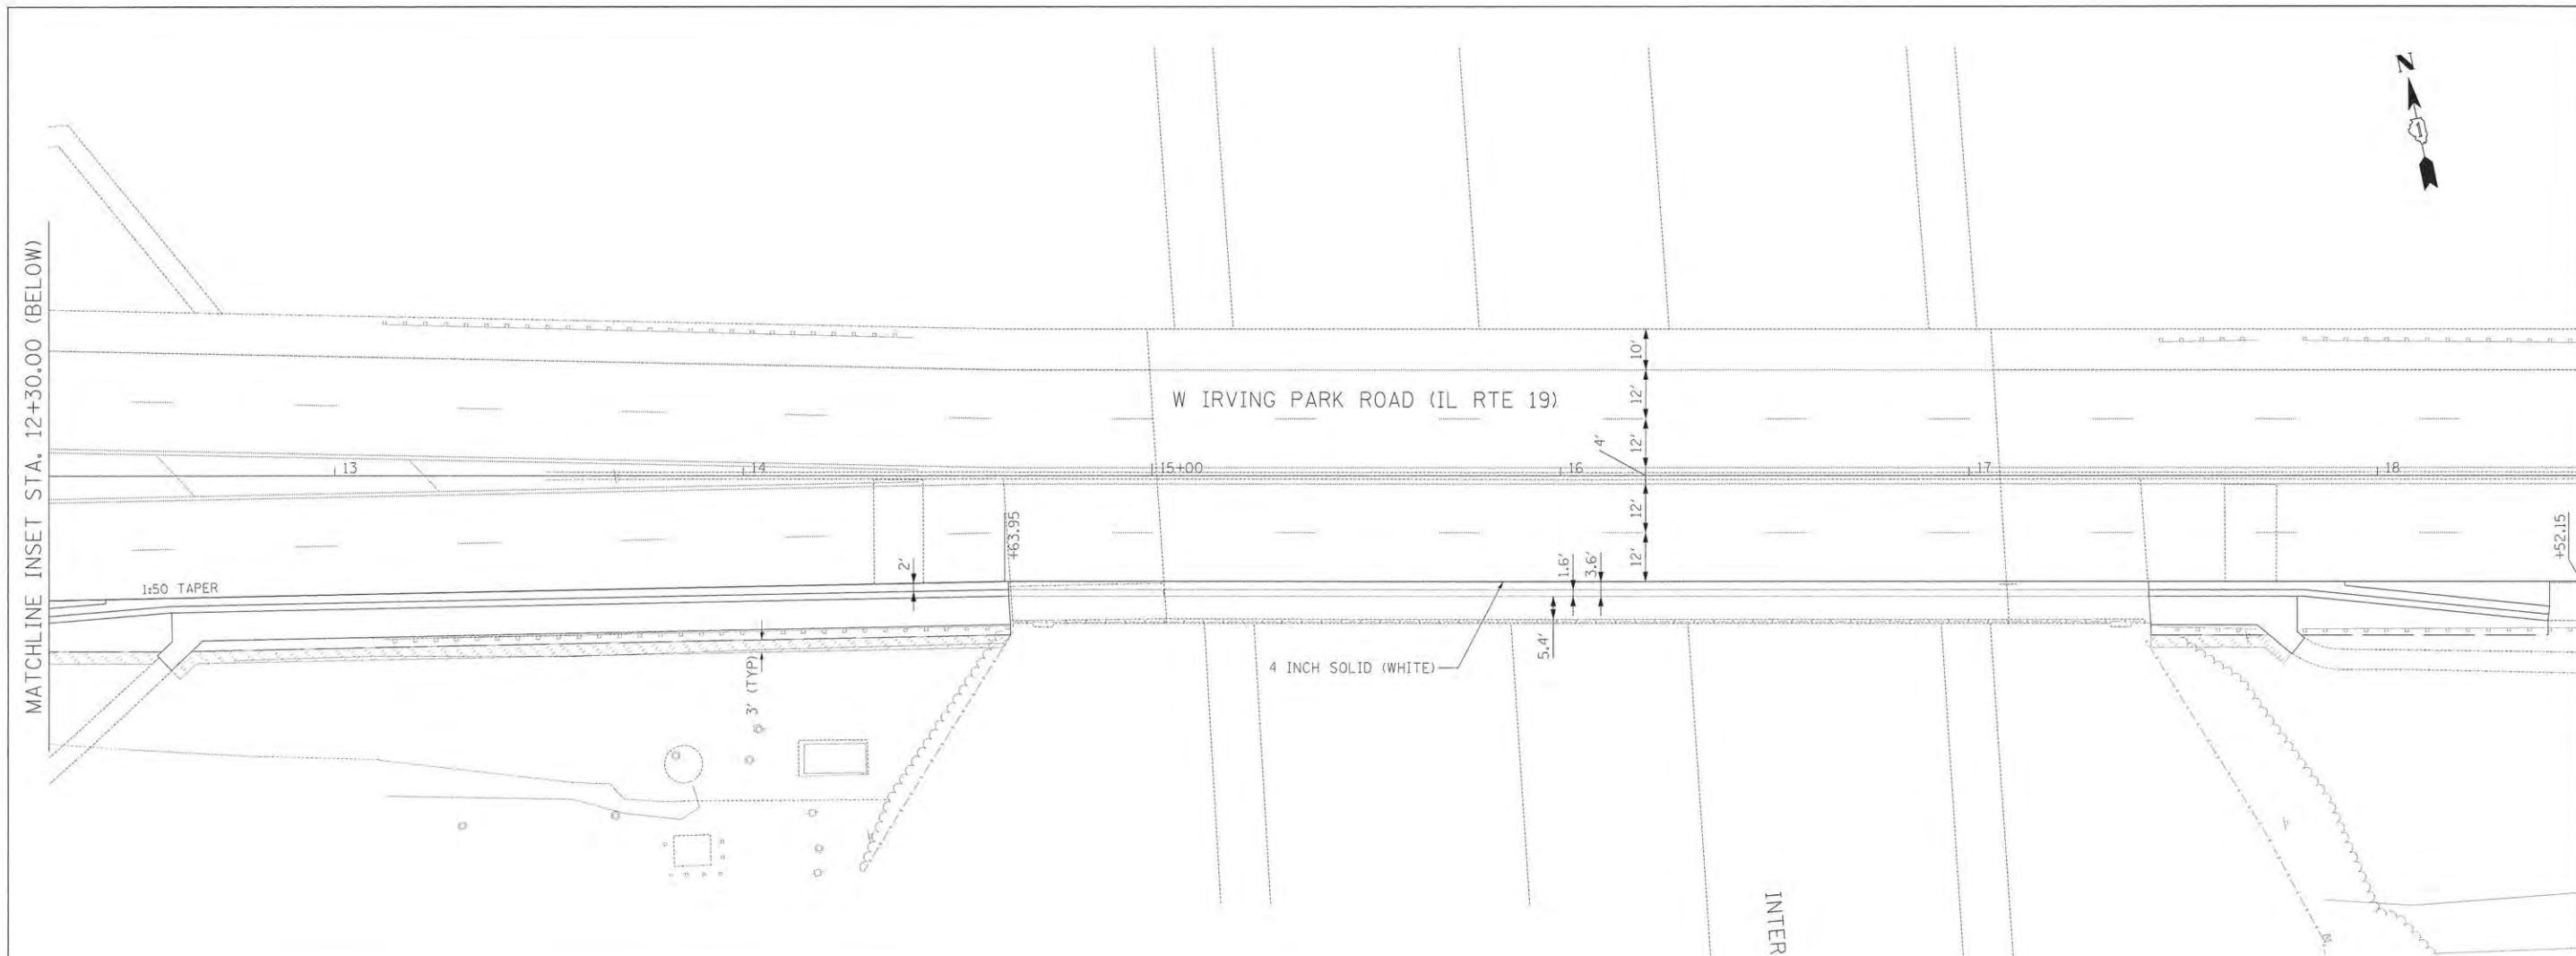 MATCHLINE INSET STA. 12+30.00 (BELOW)
N
1
10'
W IRVING PARK ROAD (IL RTE 19)
12'
12'
4'
13
14
15+00
16
17
18
12'
12'
+63.95
+52.15
2'
1.6'
3.6'
1:50 TAPER
5.4'
4 INCH SOLID (WHITE)
3' (TYP)
INTER